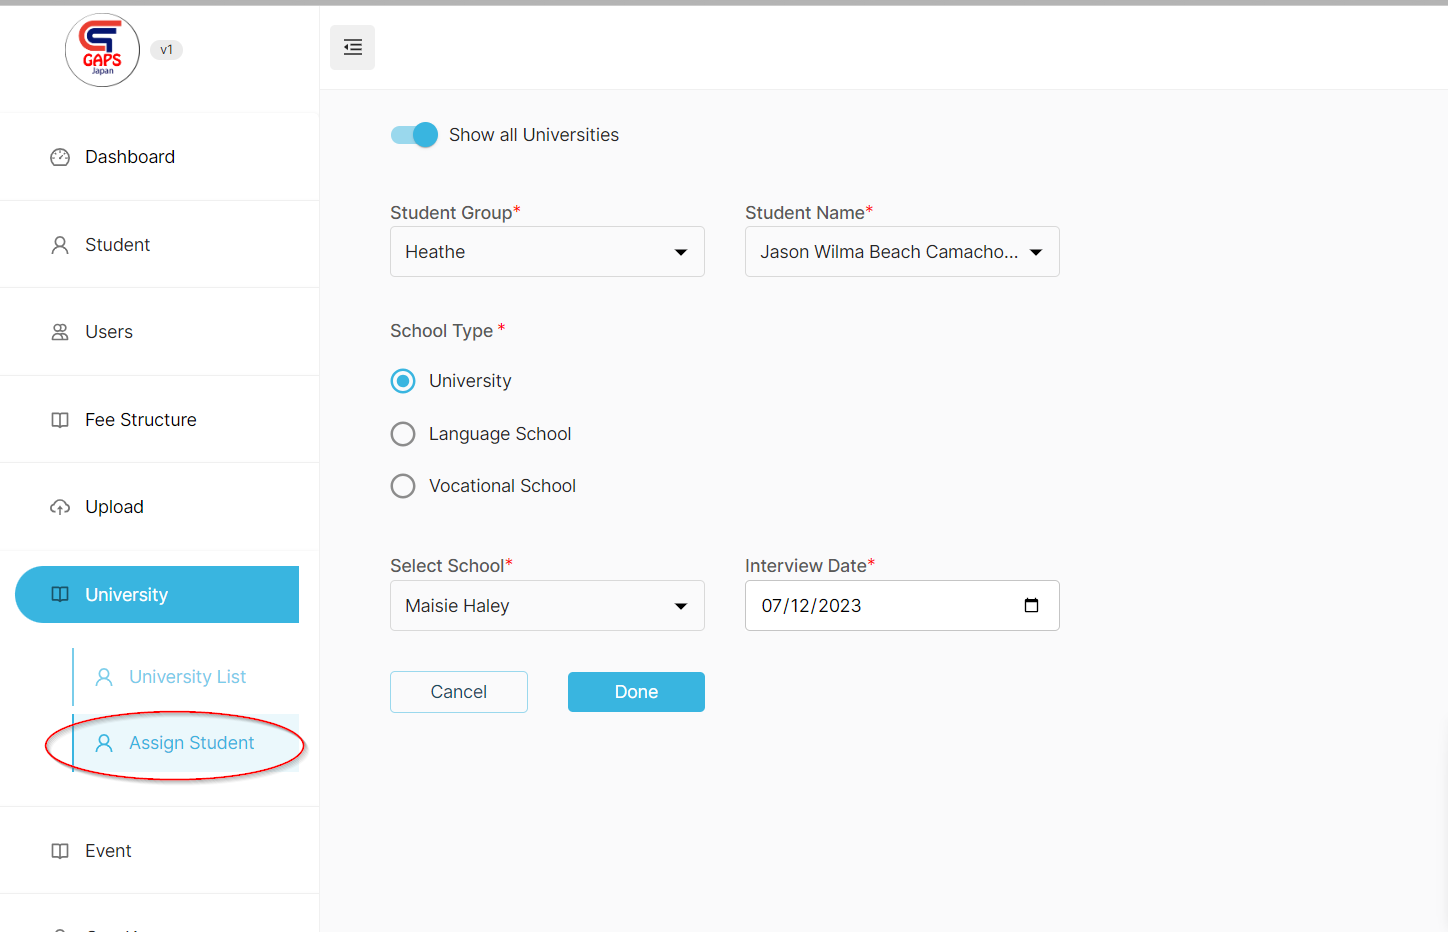 GAPS
Japan
v1
Dashboard
Student
Users
Fee Structure
Upload
University
University List
Assign Student
Event
Show all Universities
Student Group*
Student Name*
Heathe
Jason Wilma Beach Camacho...
School Type *
University
Language School
Vocational School
Select School*
Interview Date*
Maisie Haley
07/12/2023
Cancel
Done